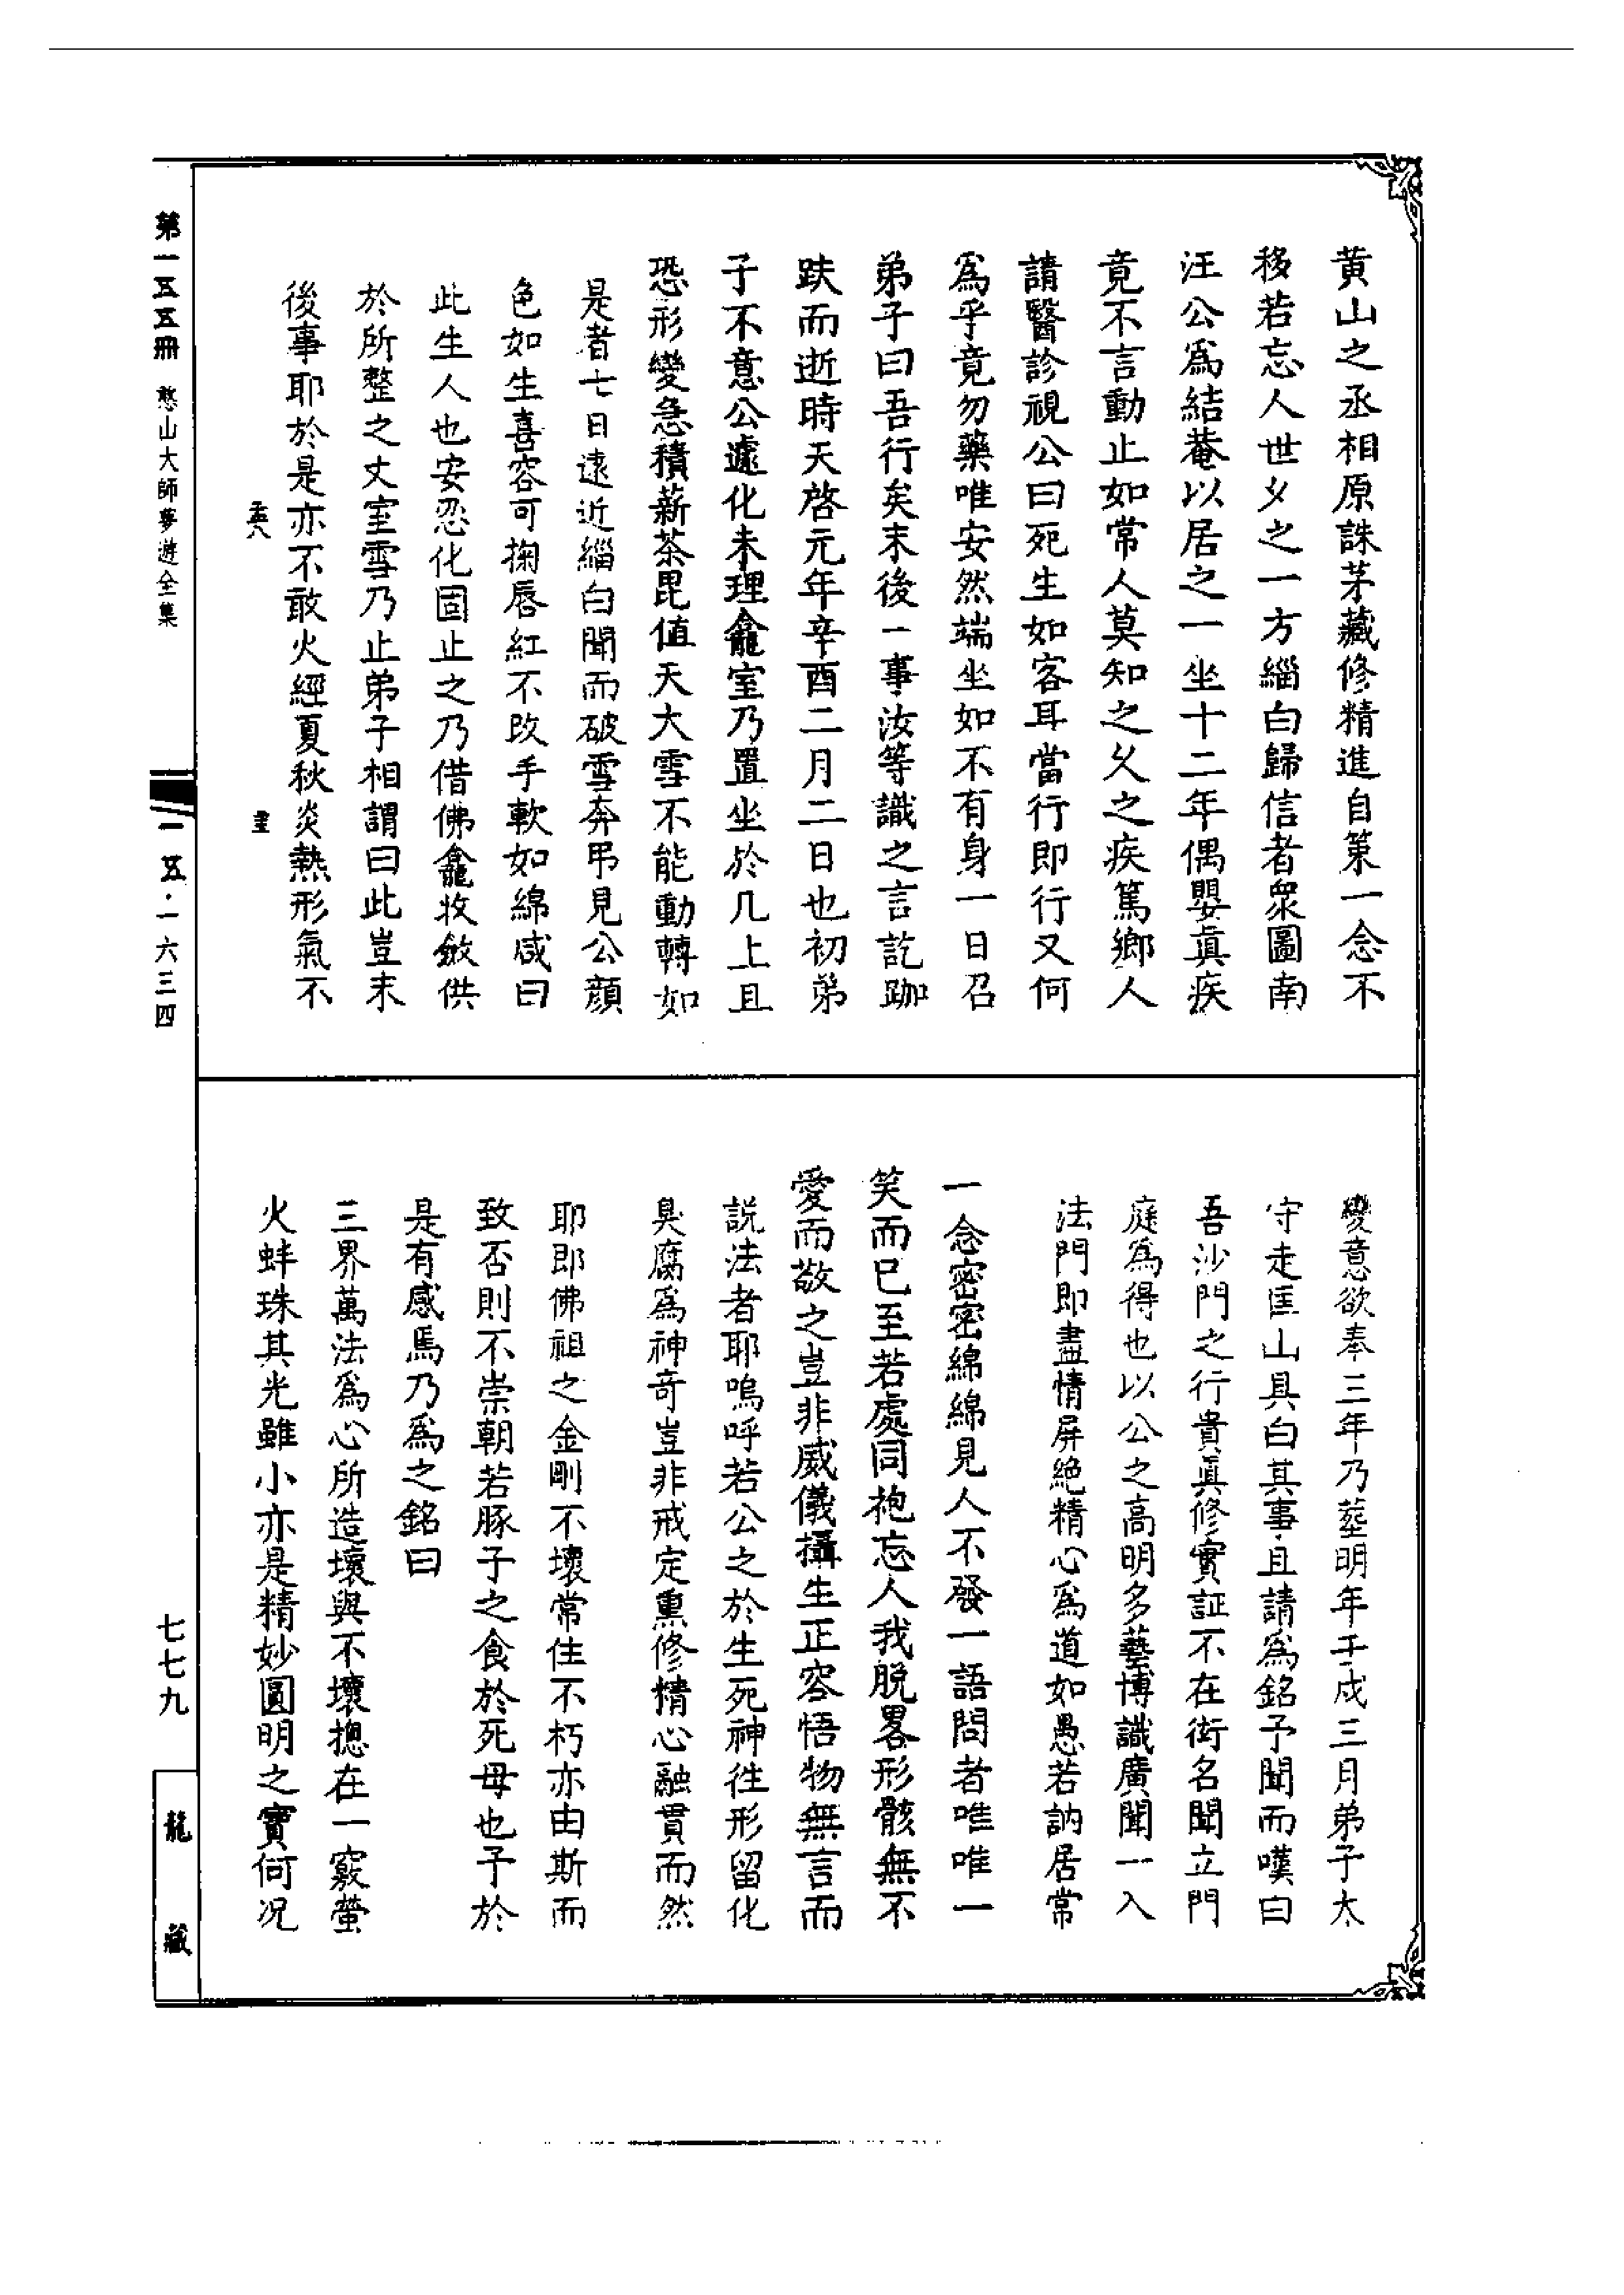 黃山之丞相原誅茅藏修精進自第一念不
移若忘人世乆之一方緇白歸信者衆圖南
汪公爲結菴以居之一坐十二年偶嬰真疾
竟不言動止如常人莫知之乆之疾篤鄉人
請醫診視公曰死生如客耳當行即行又何
爲乎竟勿藥唯安然端坐如不有身一日召
弟子曰吾行矣末後一事汝等識之言訖跏
趺而逝時天啓元年辛酉二月二日也初弟
子不意公遽化未理龕室乃置坐於几上且
恐形變急積薪茶毘值天大雪不能動轉如
是者七日遠近緇白聞而破雪奔弔見公顔
色如生喜容可掬唇紅不改手軟如綿咸曰
此生人也安忍化固止之乃借佛龕收斂供
於所整之丈室雪乃止弟子相謂曰此豈末
後事耶於是亦不敢火經夏秋炎熱形氣不
變意欲奉三年乃塟明年壬戍三月弟子太
守走匡山具白其事且請爲銘予聞而嘆曰
吾沙門之行貴真修實証不在衒名聞立門
庭爲得也以公之高明多藝博識廣聞一入
法門即盡情屏絶精心爲道如愚若訥居常
一念密密綿綿見人不發一語問者唯唯一
笑而已至若處同袍忘人我脫畧形骸無不
愛而敬之豈非威儀攝生正容悟物無言而
說法者耶嗚呼若公之於生死神徃形留化
臭腐爲神竒豈非戒定熏修精心融貫而然
耶即佛祖之金剛不壞常住不朽亦由斯而
致否則不崇朝若豚子之食於死母也予於
是有感焉乃爲之銘曰
三界萬法爲心所造壞與不壞摠在一竅螢
火蚌珠其光雖小亦是精妙圓明之寶何况
第一五五冊 憨山大師夢遊全集
一五·一六三四
七七九
龍藏